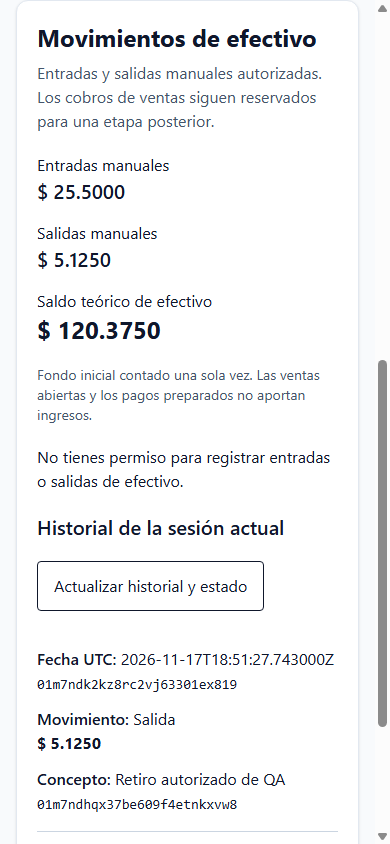 Movimientos de efectivo
Entradas y salidas manuales autorizadas.
Los cobros de ventas siguen reservados
para una etapa posterior.
Entradas manuales
$ 25.5000
Salidas manuales
$ 5.1250
Saldo teórico de efectivo
$ 120.3750
Fondo inicial contado una sola vez. Las ventas
abiertas y los pagos preparados no aportan
ingresos.
No tienes permiso para registrar entradas
o salidas de efectivo.
Historial de la sesión actual
Actualizar historial y estado
Fecha UTC: 2026-11-17T18:51:27.743000Z
01m7ndk2kz8rc2vj63301ex819
Movimiento: Salida
$ 5.1250
Concepto: Retiro autorizado de QA
01m7ndhqx37be609f4etnkxvw8